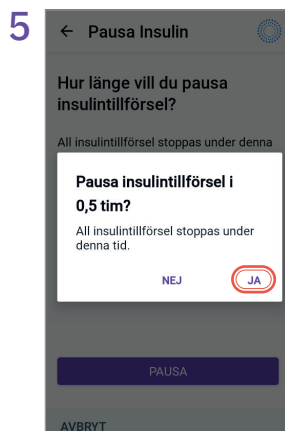 5
← Pausa Insulin
Hur länge vill du pausa
insulintillförsel?
All insulintillförsel stoppas under denna
Pausa insulintillförsel i
0,5 tim?
All insulintillförsel stoppas under
denna tid.
NEJ JA
PAUSA
AVBRYT